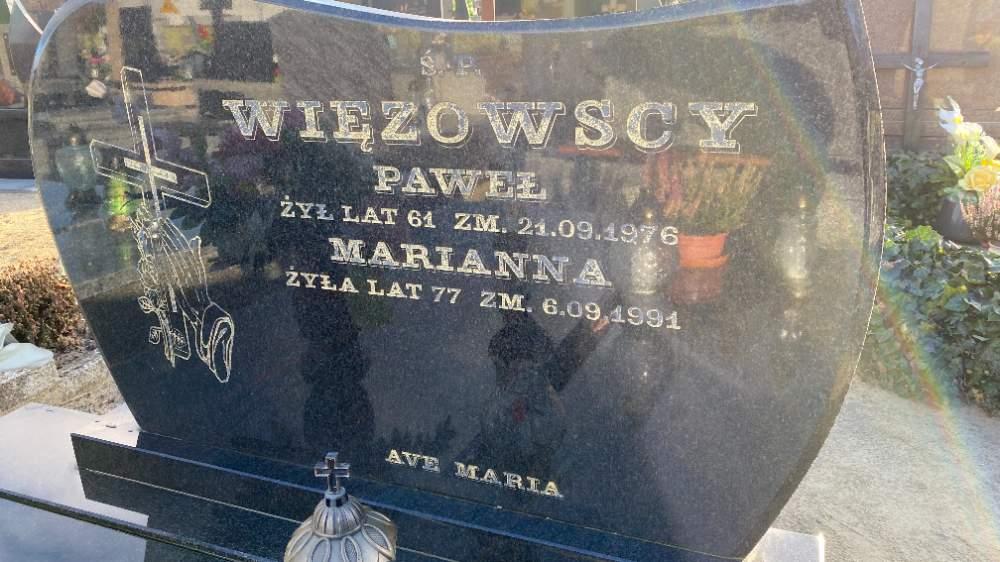 Ś. P.
WIĘZOWSCY
PAWEŁ
ŻYŁ LAT 61 ZM. 21.09.1976
MARIANNA
ŻYŁA LAT 77 ZM. 6.09.1991
AVE MARIA